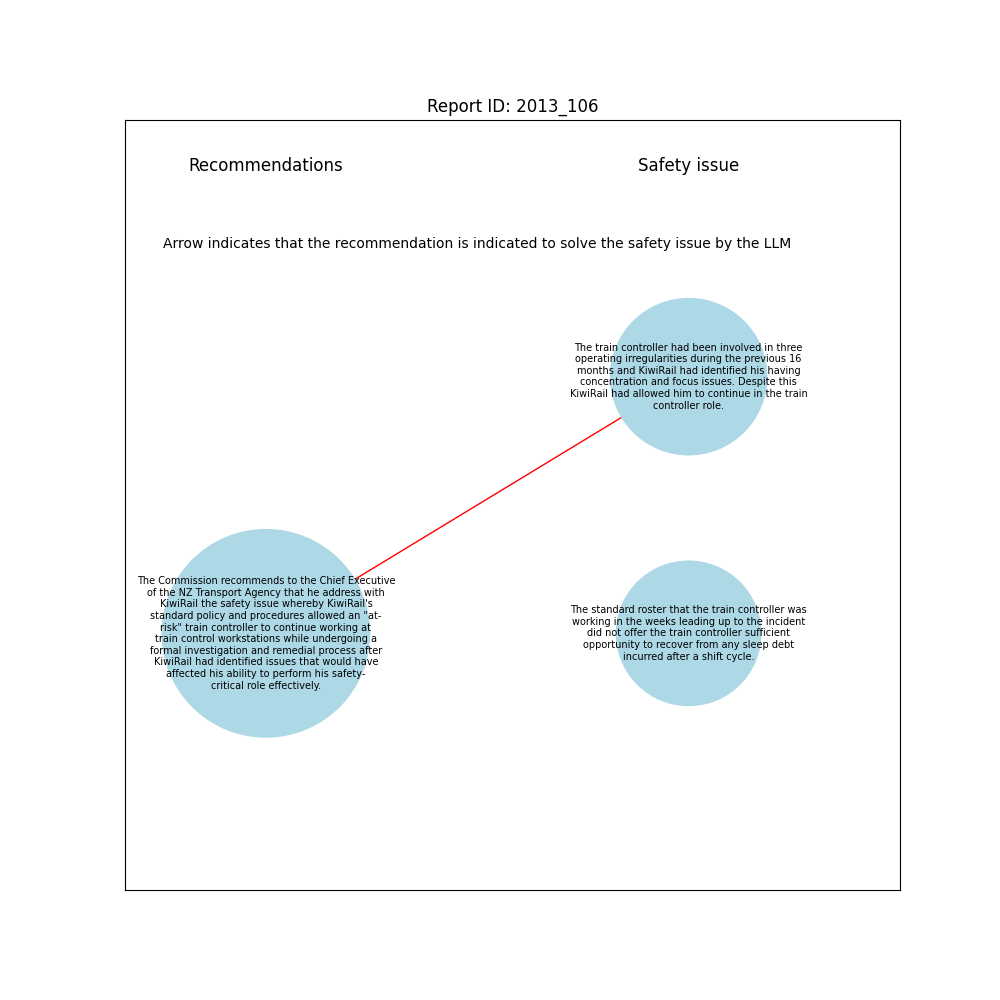 Report ID: 2013_106
Recommendations
Safety issue
Arrow indicates that the recommendation is indicated to solve the safety issue by the LLM
The train controller had been involved in three
operating irregularities during the previous 16
months and KiwiRail had identified his having
concentration and focus issues. Despite this
KiwiRail had allowed him to continue in the train
controller role.
The Commission recommends to the Chief Executive
of the NZ Transport Agency that he address with
KiwiRail the safety issue whereby KiwiRail's
standard policy and procedures allowed an "at-
risk" train controller to continue working at
train control workstations while undergoing a
formal investigation and remedial process after
KiwiRail had identified issues that would have
affected his ability to perform his safety-
critical role effectively.
The standard roster that the train controller was
working in the weeks leading up to the incident
did not offer the train controller sufficient
opportunity to recover from any sleep debt
incurred after a shift cycle.